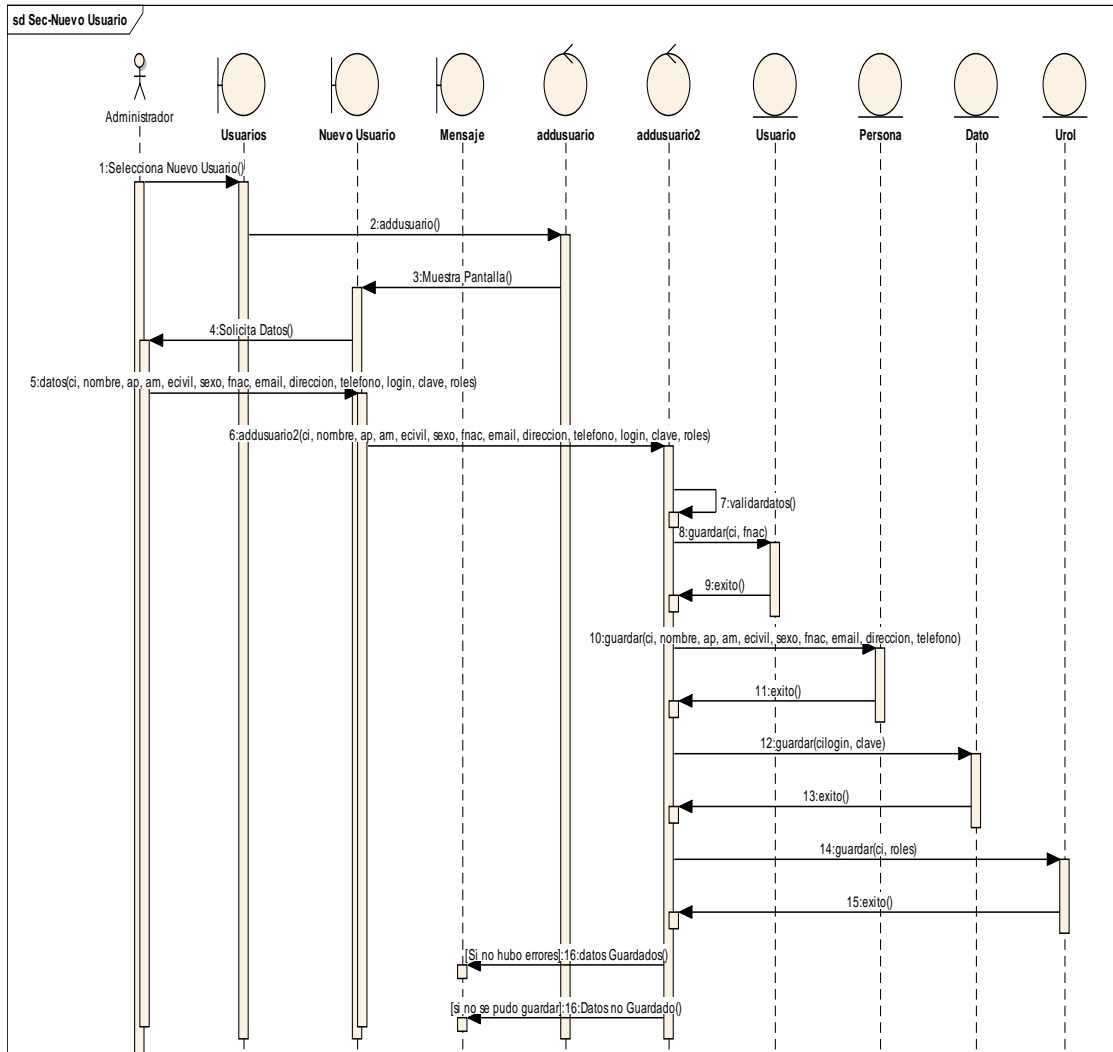 sd Sec-Nuevo Usuario
Administrador
Usuarios
Nuevo Usuario
Mensaje
addusuario
addusuario2
Usuario
Persona
Dato
Urol
1:Selecciona Nuevo Usuario()
2:addusuario()
3:Muestra Pantalla()
4:Solicita Datos()
5:datos(ci, nombre, ap, am, ecivil, sexo, fnac, email, direccion, telefono, login, clave, roles)
6:addusuario2(ci, nombre, ap, am, ecivil, sexo, fnac, email, direccion, telefono, login, clave, roles)
7:validardatos()
8:guardar(ci, fnac)
9:exito()
10:guardar(ci, nombre, ap, am, ecivil, sexo, fnac, email, direccion, telefono)
11:exito()
12:guardar(cilogin, clave)
13:exito()
14:guardar(ci, roles)
15:exito()
[Si no hubo errores]:16:datos Guardados()
[si no se pudo guardar]:16:Datos no Guardado()